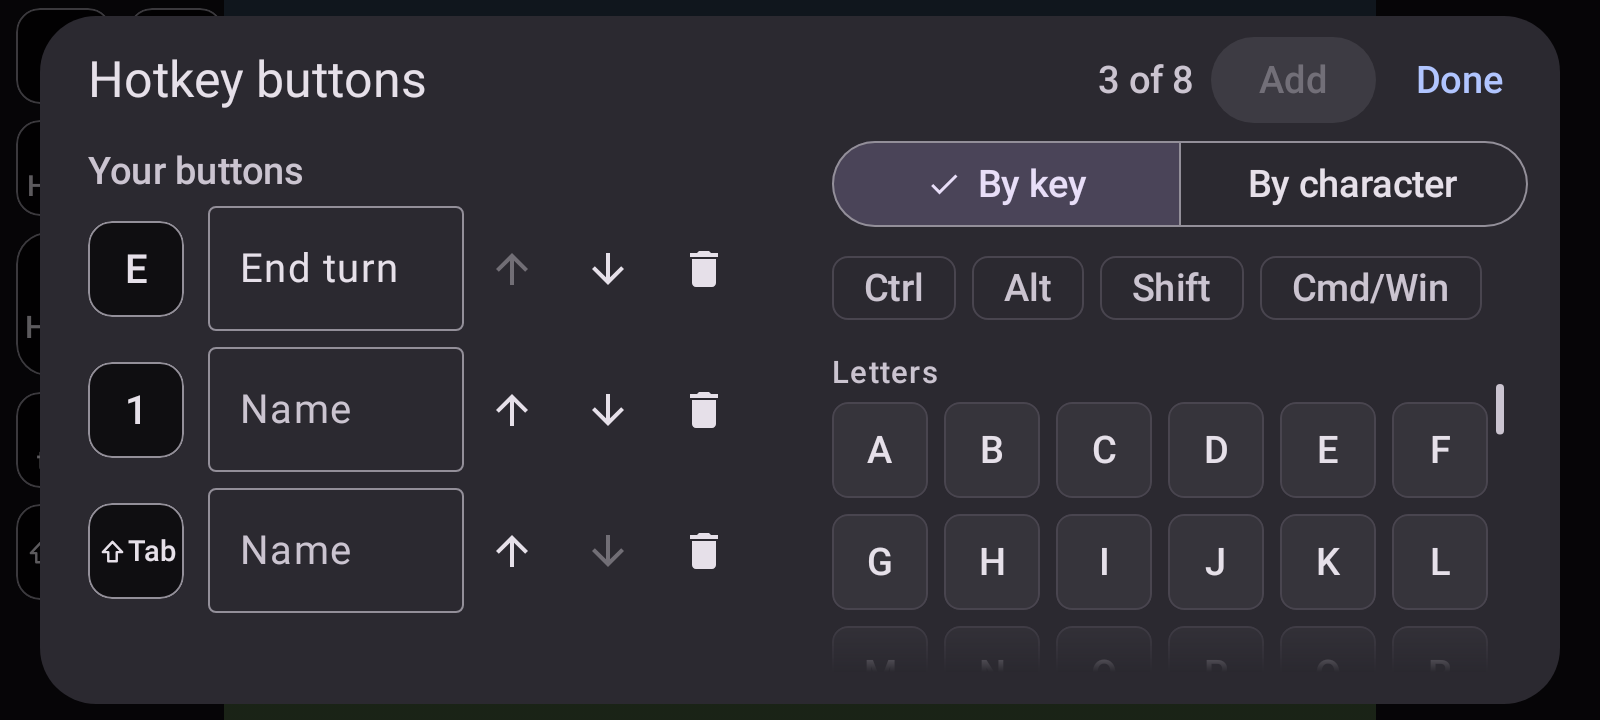 Hotkey buttons
3 of 8
Add
Done
Your buttons
By key
By character
E
End turn
1
Name
⇧Tab
Name
Ctrl
Alt
Shift
Cmd/Win
Letters
A B C D E F
G H I J K L
M N O P Q R